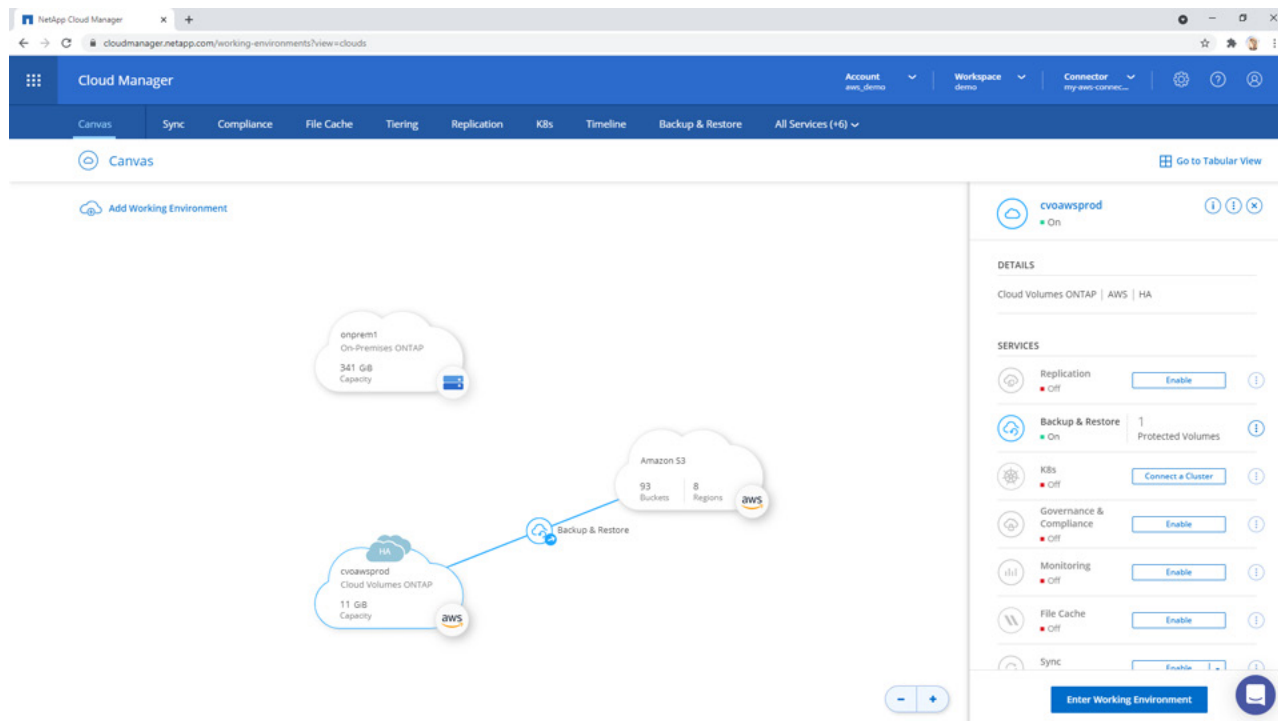 NetApp Cloud Manager
cloudmanager.netapp.com/working-environments?view=clouds
Cloud Manager
Account
aws_demo
Workspace
demo
Connector
my-aws-connec...
Canvas Sync Compliance File Cache Tiering Replication K8s Timeline Backup & Restore All Services (+6)
Canvas
Go to Tabular View
Add Working Environment
onprem1
On-Premises ONTAP
341 GiB
Capacity
Amazon S3
93 8
Buckets Regions
aws
Backup & Restore
HA
cvoawsprod
Cloud Volumes ONTAP
11 GiB
Capacity
aws
cvoawsprod
On
DETAILS
Cloud Volumes ONTAP | AWS | HA
SERVICES
Replication
Off
Enable
Backup & Restore
On
1
Protected Volumes
K8s
Off
Connect a Cluster
Governance &
Compliance
Off
Enable
Monitoring
Off
Enable
File Cache
Off
Enable
Sync
Enable
Enter Working Environment